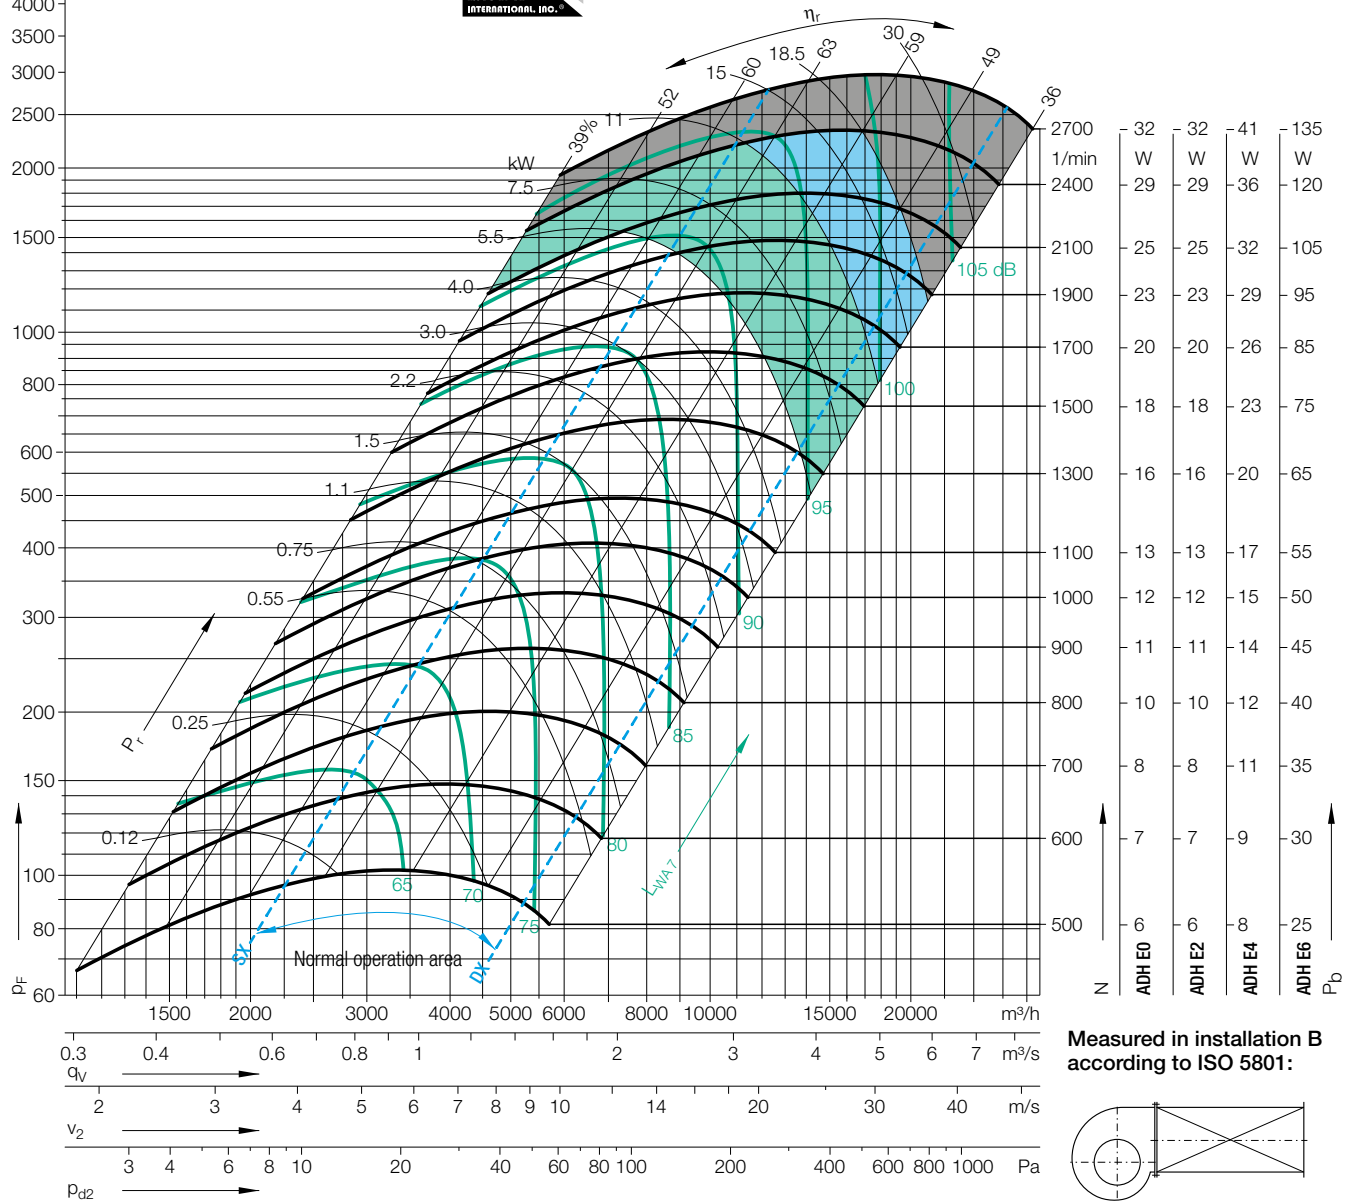 4000
3500
3000
2500
2000
1500
1000
800
600
500
400
300
200
150
100
80
60
p_F
INTERNATIONAL, INC.®
η_r
39%
52
60
63
59
49
36
kW
30
18.5
15
11
7.5
5.5
4.0
3.0
2.2
1.5
1.1
0.75
0.55
0.25
0.12
P_r
105 dB
100
95
90
85
80
75
70
65
L_WA7
SX
DX
Normal operation area
2700 32 32 41 135
1/min W W W W
2400 29 29 36 120
2100 25 25 32 105
1900 23 23 29 95
1700 20 20 26 85
1500 18 18 23 75
1300 16 16 20 65
1100 13 13 17 55
1000 12 12 15 50
900 11 11 14 45
800 10 10 12 40
700 8 8 11 35
600 7 7 9 30
500 6 6 8 25
N ADH E0 ADH E2 ADH E4 ADH E6 P_b
1500 2000 3000 4000 5000 6000 8000 10000 15000 20000 m³/h
0.3 0.4 0.6 0.8 1 2 3 4 5 6 7 m³/s
q_V
2 3 4 5 6 7 8 9 10 14 20 30 40 m/s
v_2
3 4 6 8 10 20 40 60 80 100 200 400 600 800 1000 Pa
p_d2
Measured in installation B
according to ISO 5801: